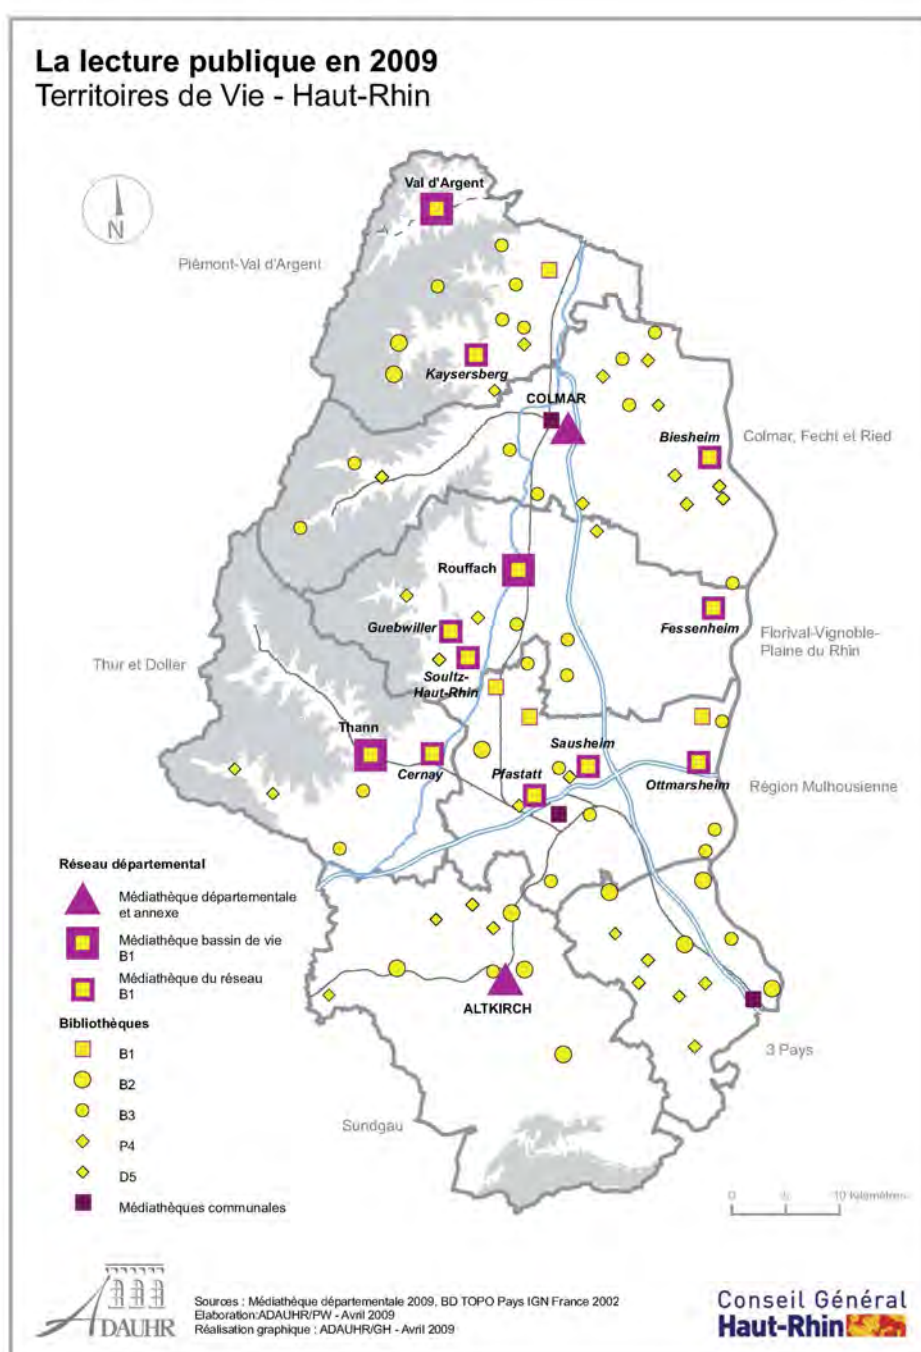 La lecture publique en 2009
Territoires de Vie - Haut-Rhin
N
Val d'Argent
Piémont-Val d'Argent
Kaysersberg
COLMAR
Biesheim
Colmar, Fecht et Ried
Rouffach
Guebwiller
Fessenheim
Florival-Vignoble-
Plaine du Rhin
Thur et Doller
Soultz-
Haut-Rhin
Thann
Cernay
Pfastatt
Sausheim
Ottmarsheim
Région Mulhousienne
ALTKIRCH
3 Pays
Sundgau
Réseau départemental
Médiathèque départementale
et annexe
Médiathèque bassin de vie
B1
Médiathèque du réseau
B1
Bibliothèques
B1
B2
B3
P4
D5
Médiathèques communales
0 5 10 Kilomètres
ADAUHR
Sources : Médiathèque départementale 2009, BD TOPO Pays IGN France 2002
Elaboration:ADAUHR/PW - Avril 2009
Réalisation graphique : ADAUHR/GH - Avril 2009
Conseil Général
Haut-Rhin